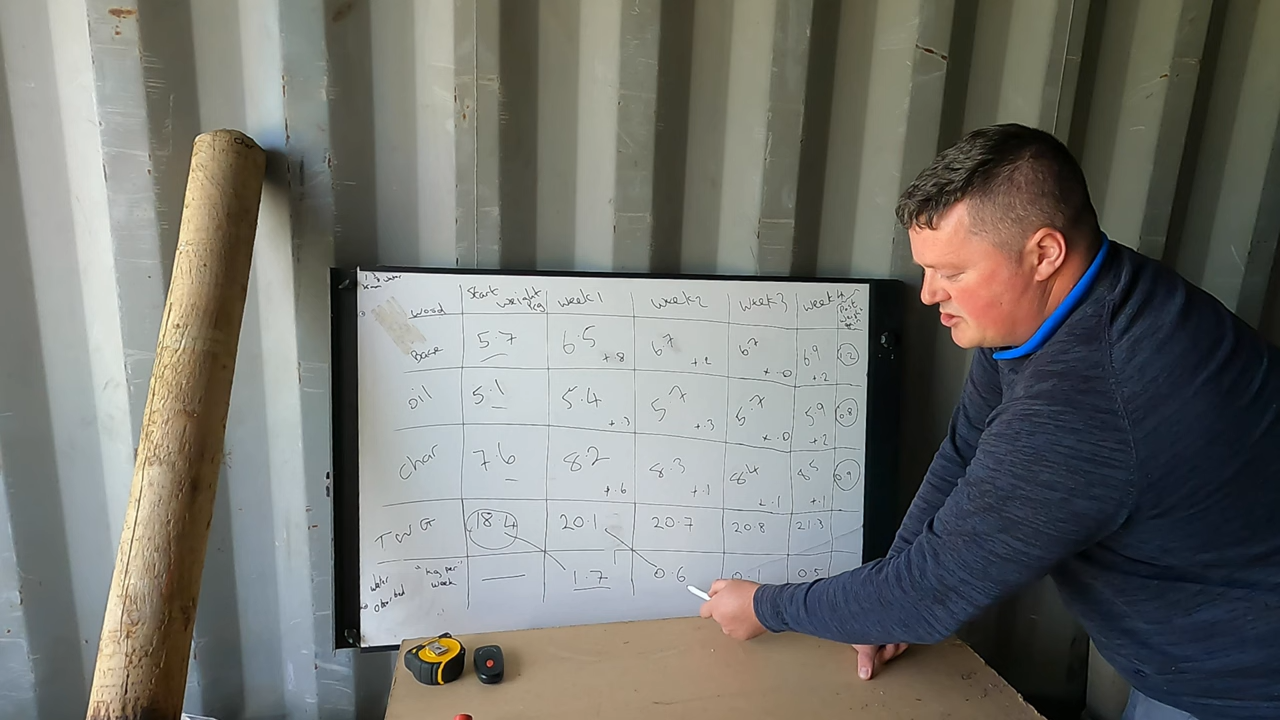 wood Start weight kg week 1 week 2 week 3 week 4
Base 5.7 6.5 +.8 6.7 +.2 6.7 +.0 6.9 +.2 1.2
oil 5.1 5.4 +.3 5.7 +.3 5.7 +.0 5.9 +.2 0.8
char 7.6 8.2 +.6 8.3 +.1 8.4 +.1 8.5 +.1 0.9
TWG 18.4 20.1 20.7 20.8 21.3
water "kg per" week — 1.7 0.6 0.1 0.5